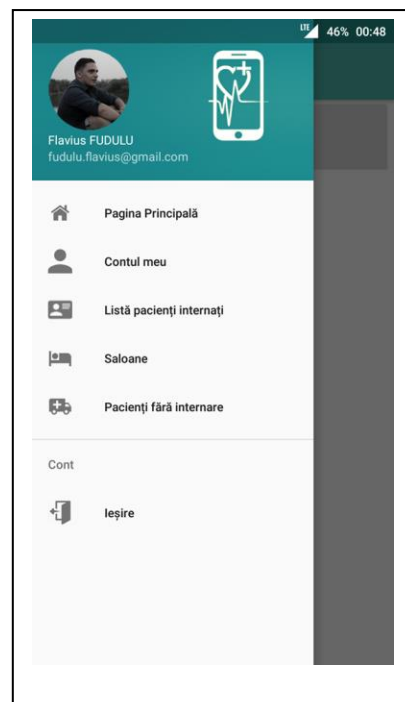 LTE 46% 00:48
Flavius FUDULU
fudulu.flavius@gmail.com
Pagina Principală
Contul meu
Listă pacienți internați
Saloane
Pacienți fără internare
Cont
Ieșire